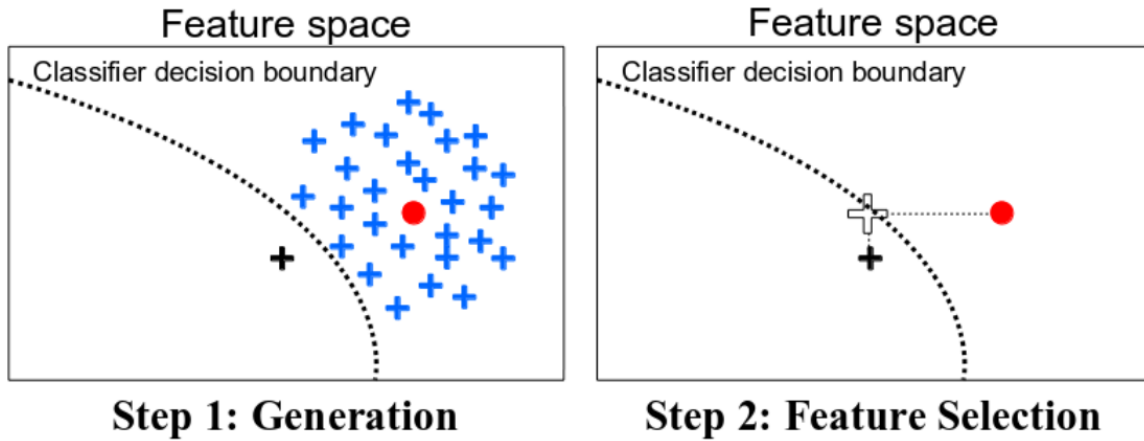 Feature space
Classifier decision boundary
Step 1: Generation
Feature space
Classifier decision boundary
Step 2: Feature Selection